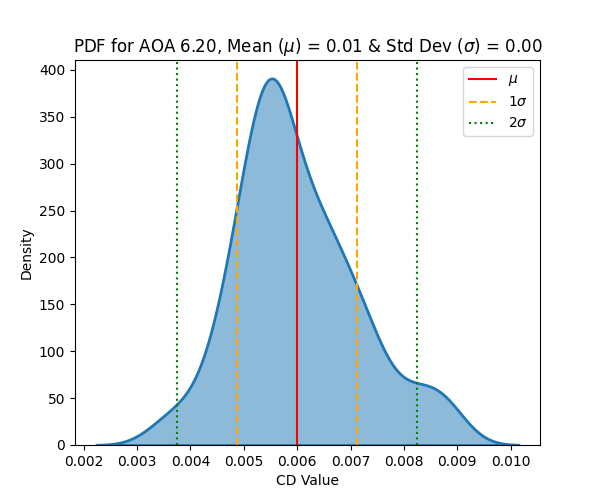 PDF for AOA 6.20, Mean (μ) = 0.01 & Std Dev (σ) = 0.00
μ
1σ
2σ
400
350
300
250
200
150
100
50
0
Density
0.002 0.003 0.004 0.005 0.006 0.007 0.008 0.009 0.010
CD Value